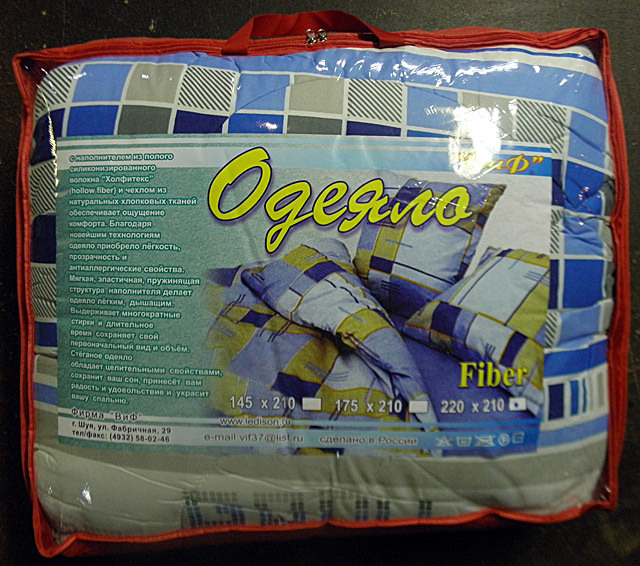 с наполнителем из полого
силиконизированного
волокна "Холфитекс"
(hollow fiber) и чехлом из
натуральных хлопковых тканей
обеспечивает ощущение
комфорта. Благодаря
новейшим технологиям
одеяло приобрело лёгкость,
прозрачность и
антиаллергические свойства.
Мягкая, эластичная, пружинящая
структура наполнителя делает
одеяло лёгким, дышащим.
Выдерживает многократные
стирки и длительное
время сохраняет свой
первоначальный вид и объём.
Стёганое одеяло
обладает целительными свойствами,
сохранит ваш сон, принесёт вам
радость и удовольствие и украсит
вашу спальню.
Одеяло
Fiber
145 x 210 175 x 210 220 x 210
Фирма "ВиФ"
г. Шуя, ул. Фабричная, 29
тел/факс: (4932) 58-02-46
www.ledison.ru
e-mail vif37@list.ru сделано в России